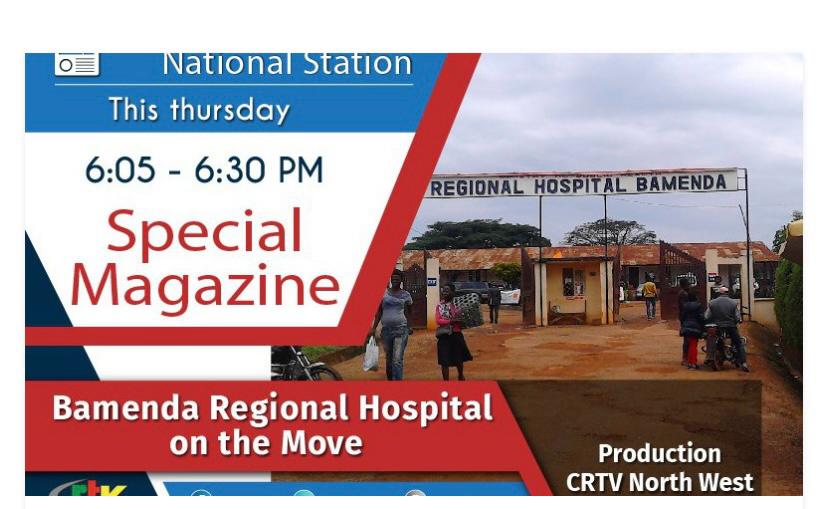 National Station
This thursday
6:05 - 6:30 PM
Special
Magazine
REGIONAL HOSPITAL BAMENDA
Bamenda Regional Hospital
on the Move
Production
CRTV North West